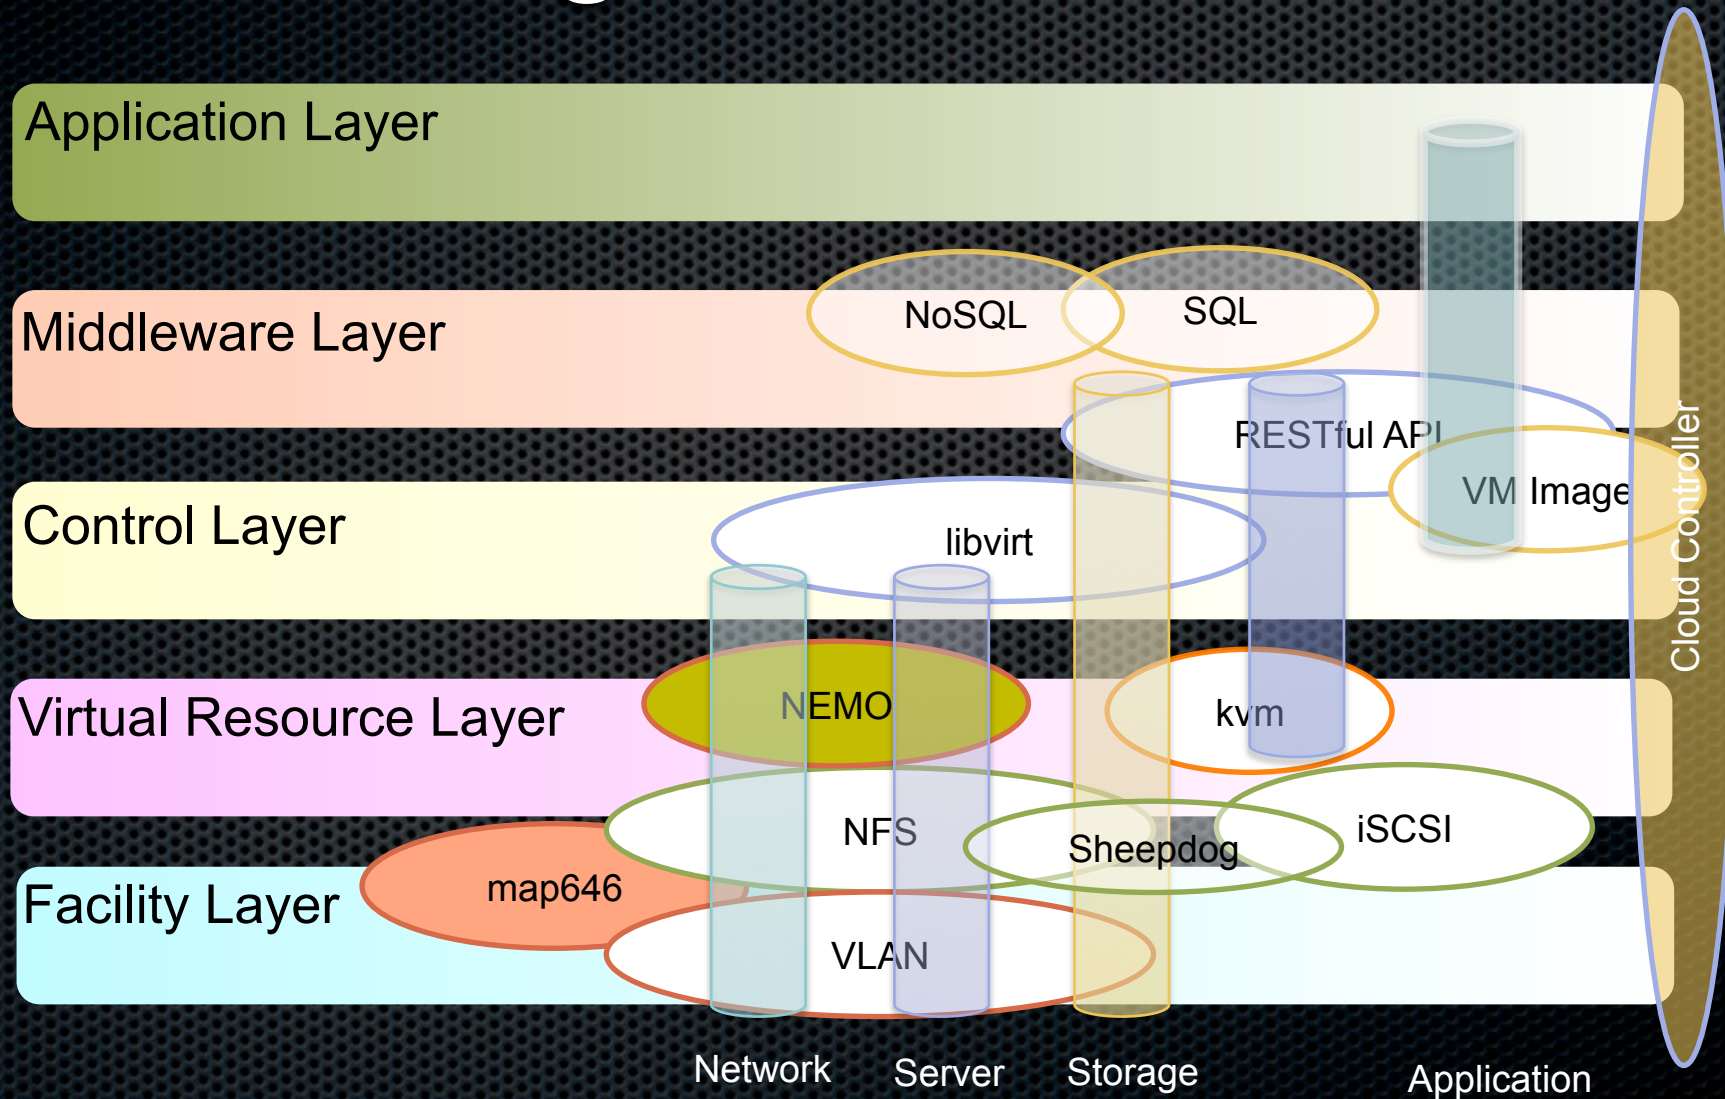 Application Layer
NoSQL
SQL
Middleware Layer
RESTful API
VM Image
Cloud Controller
Control Layer
libvirt
NEMO
kvm
Virtual Resource Layer
NFS
Sheepdog
iSCSI
map646
Facility Layer
VLAN
Network
Server
Storage
Application